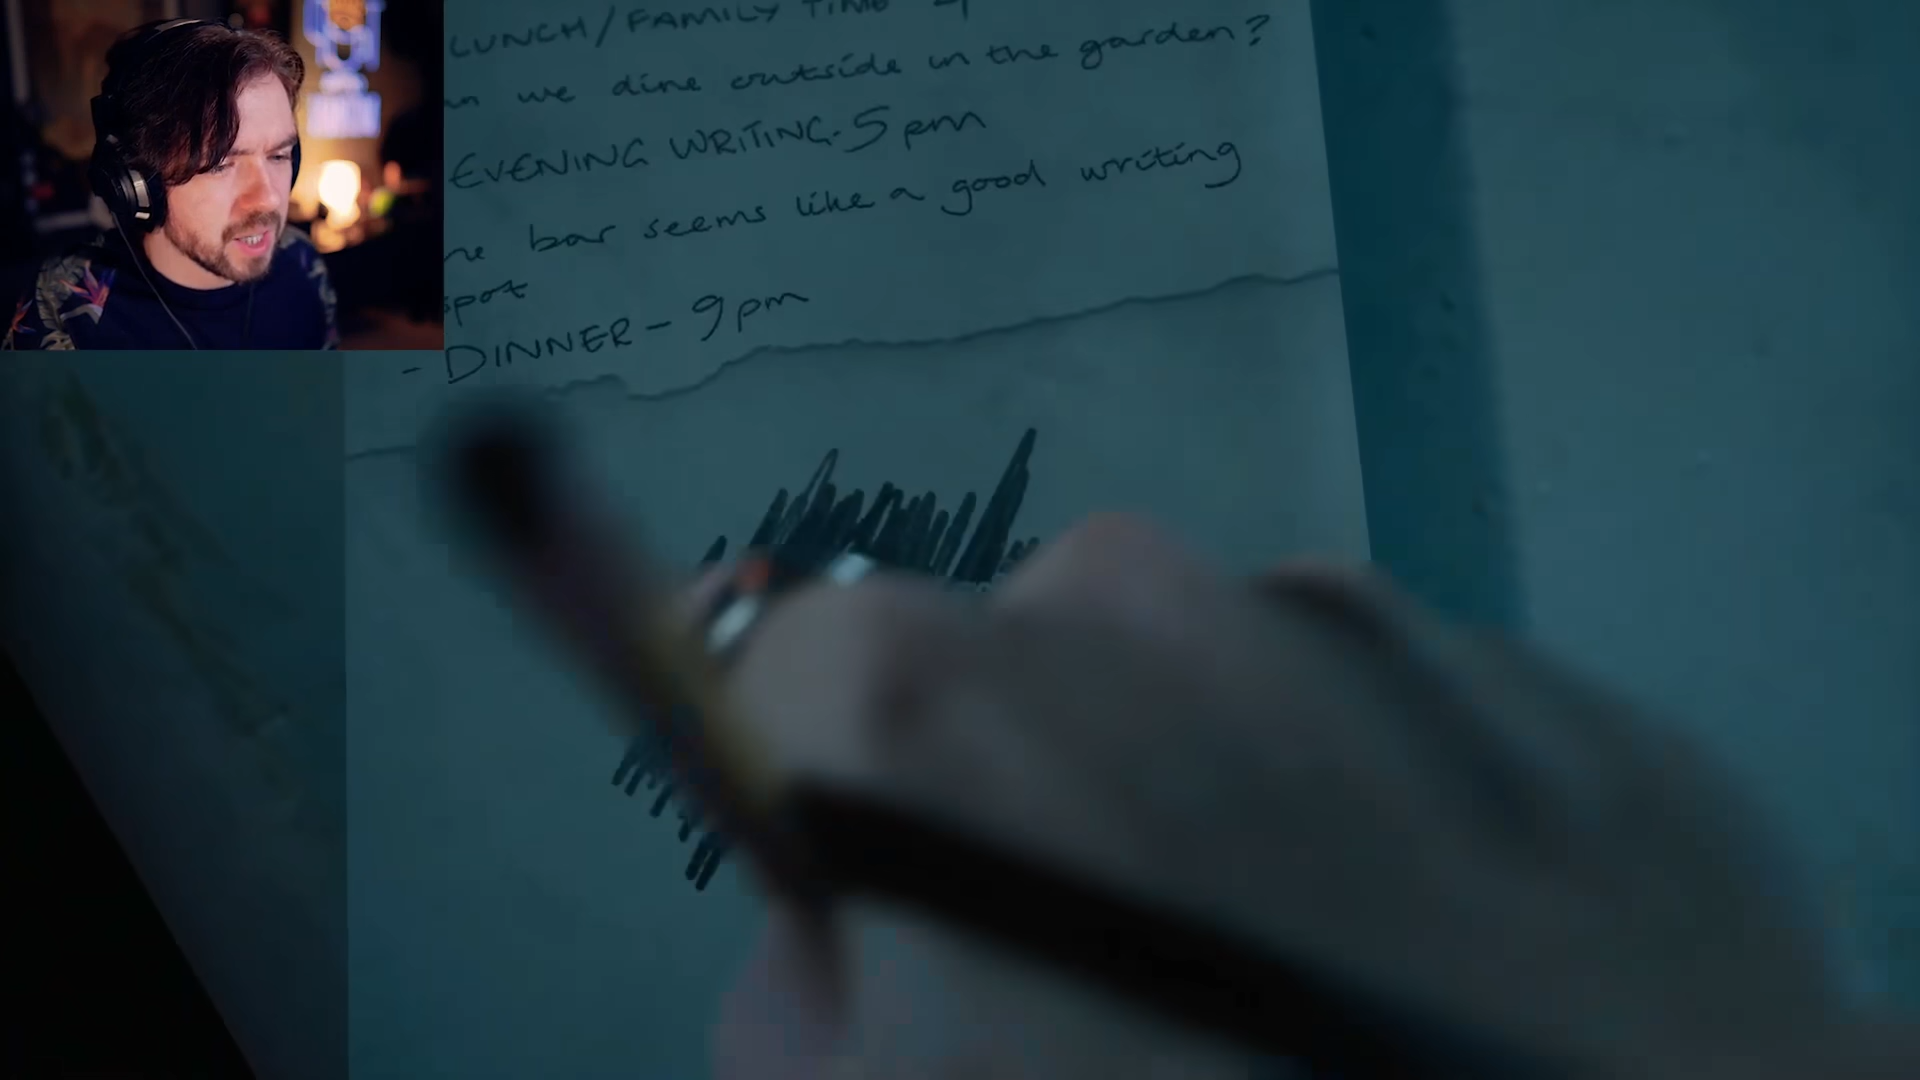 LUNCH/FAMILY TIME
we dine outside in the garden?
EVENING WRITING - 5pm
bar seems like a good writing
spot
- DINNER - 9pm